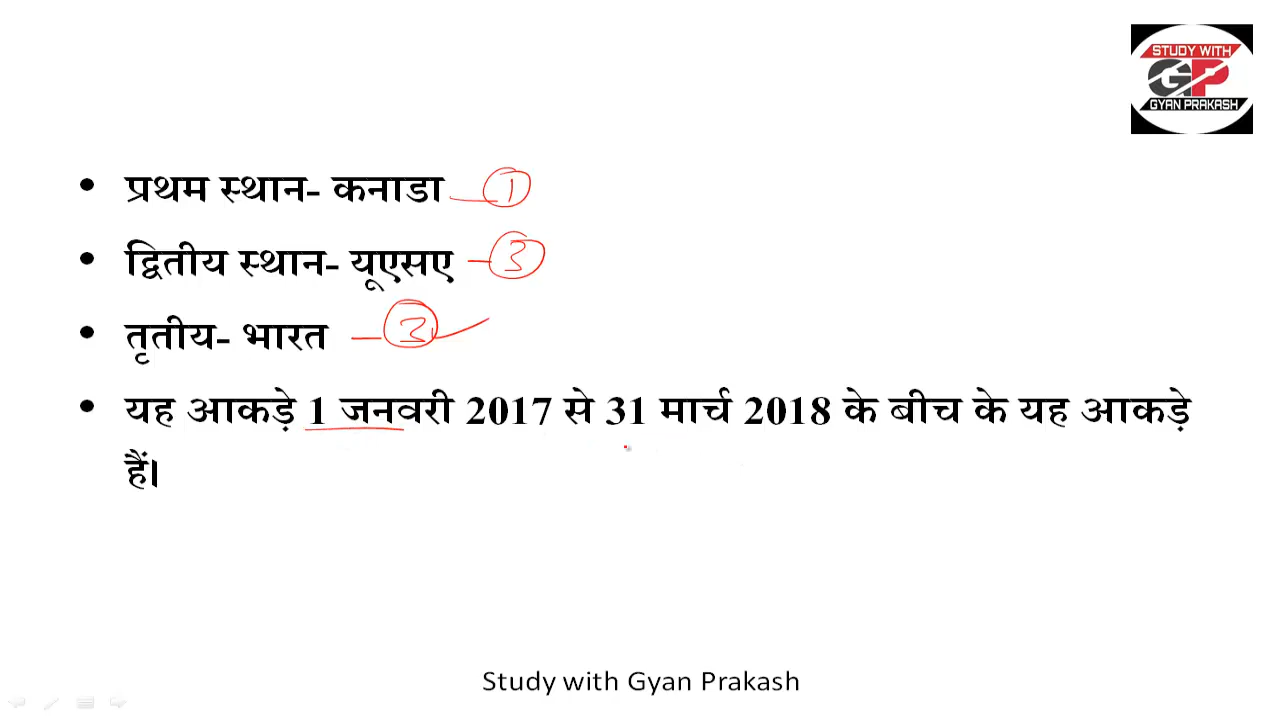 STUDY WITH
GP
GYAN PRAKASH
• प्रथम स्थान- कनाडा 1
• द्वितीय स्थान- यूएसए 3
• तृतीय- भारत 3
• यह आकड़े 1 जनवरी 2017 से 31 मार्च 2018 के बीच के यह आकड़े
हैं।
Study with Gyan Prakash